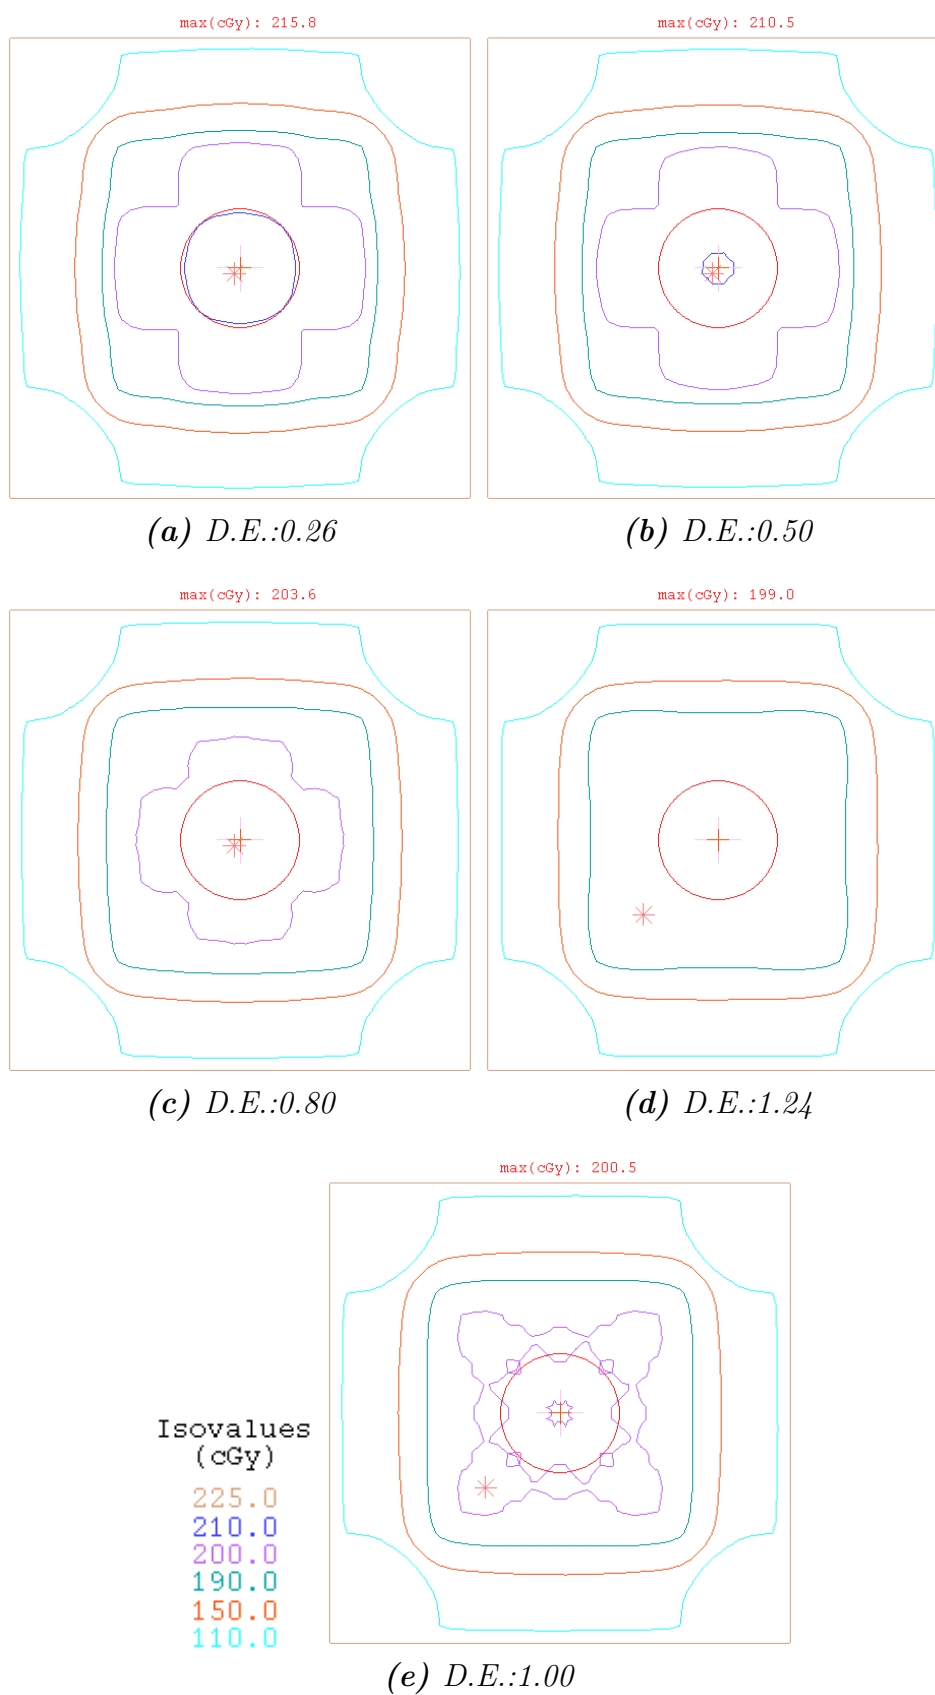 max(cGy): 215.8
max(cGy): 210.5
(a) D.E.:0.26
(b) D.E.:0.50
max(cGy): 203.6
max(cGy): 199.0
(c) D.E.:0.80
(d) D.E.:1.24
max(cGy): 200.5
Isovalues
(cGy)
225.0
210.0
200.0
190.0
150.0
110.0
(e) D.E.:1.00